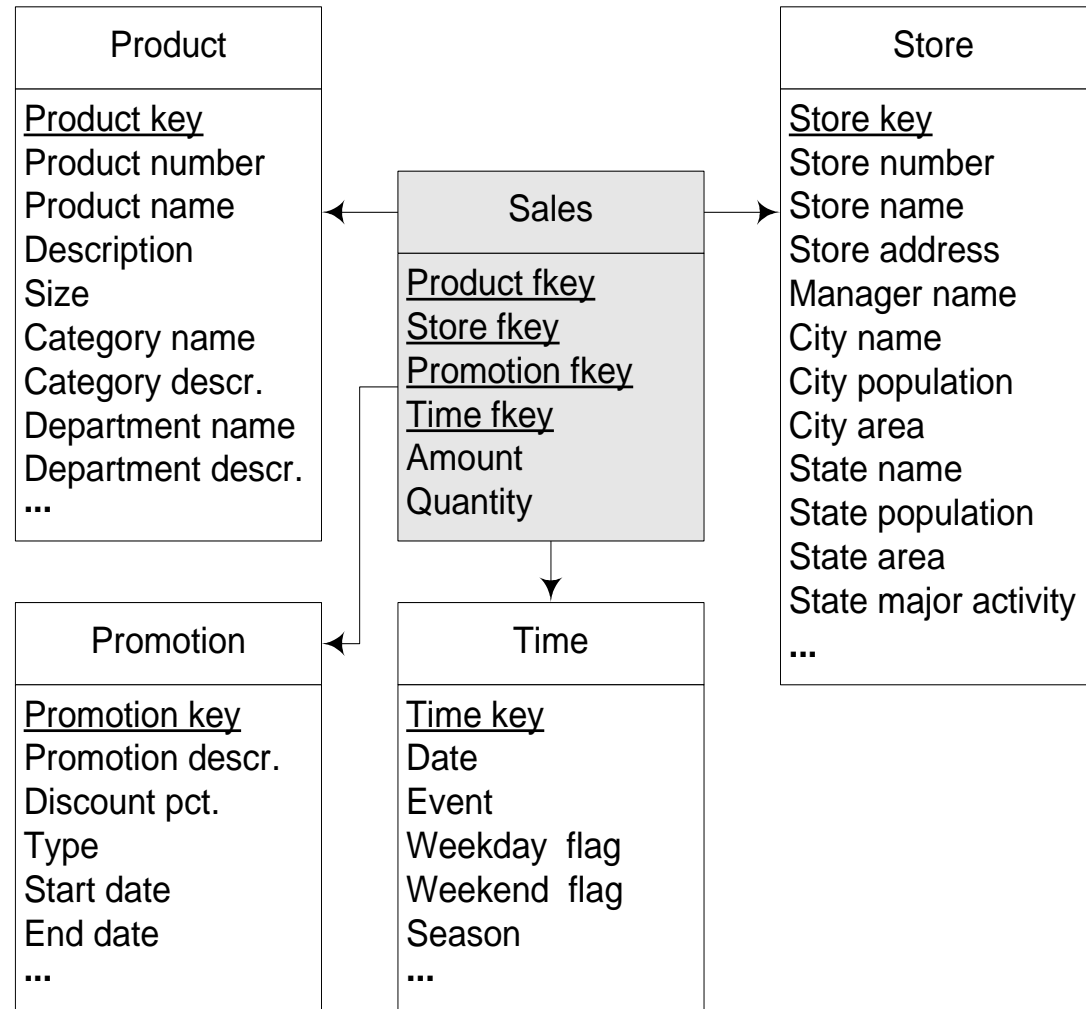 Product
Product key
Product number
Product name
Description
Size
Category name
Category descr.
Department name
Department descr.
...
Sales
Product fkey
Store fkey
Promotion fkey
Time fkey
Amount
Quantity
Store
Store key
Store number
Store name
Store address
Manager name
City name
City population
City area
State name
State population
State area
State major activity
...
Promotion
Promotion key
Promotion descr.
Discount pct.
Type
Start date
End date
...
Time
Time key
Date
Event
Weekday flag
Weekend flag
Season
...